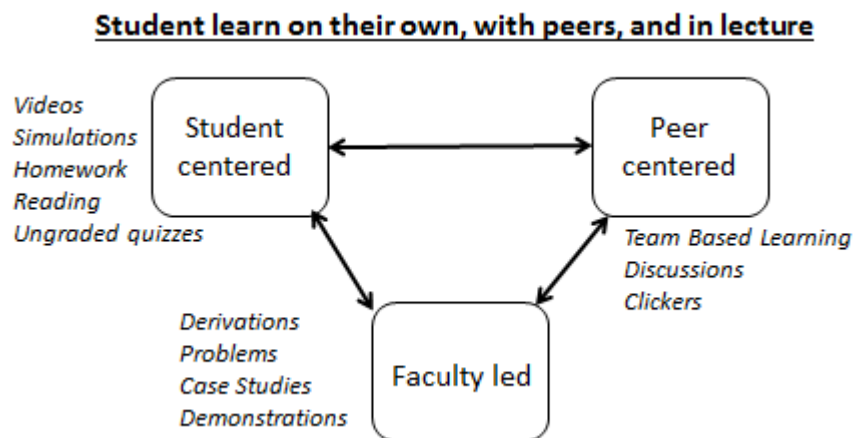 Student learn on their own, with peers, and in lecture
Videos
Simulations
Homework
Reading
Ungraded quizzes
Student
centered
Peer
centered
Team Based Learning
Discussions
Clickers
Derivations
Problems
Case Studies
Demonstrations
Faculty led